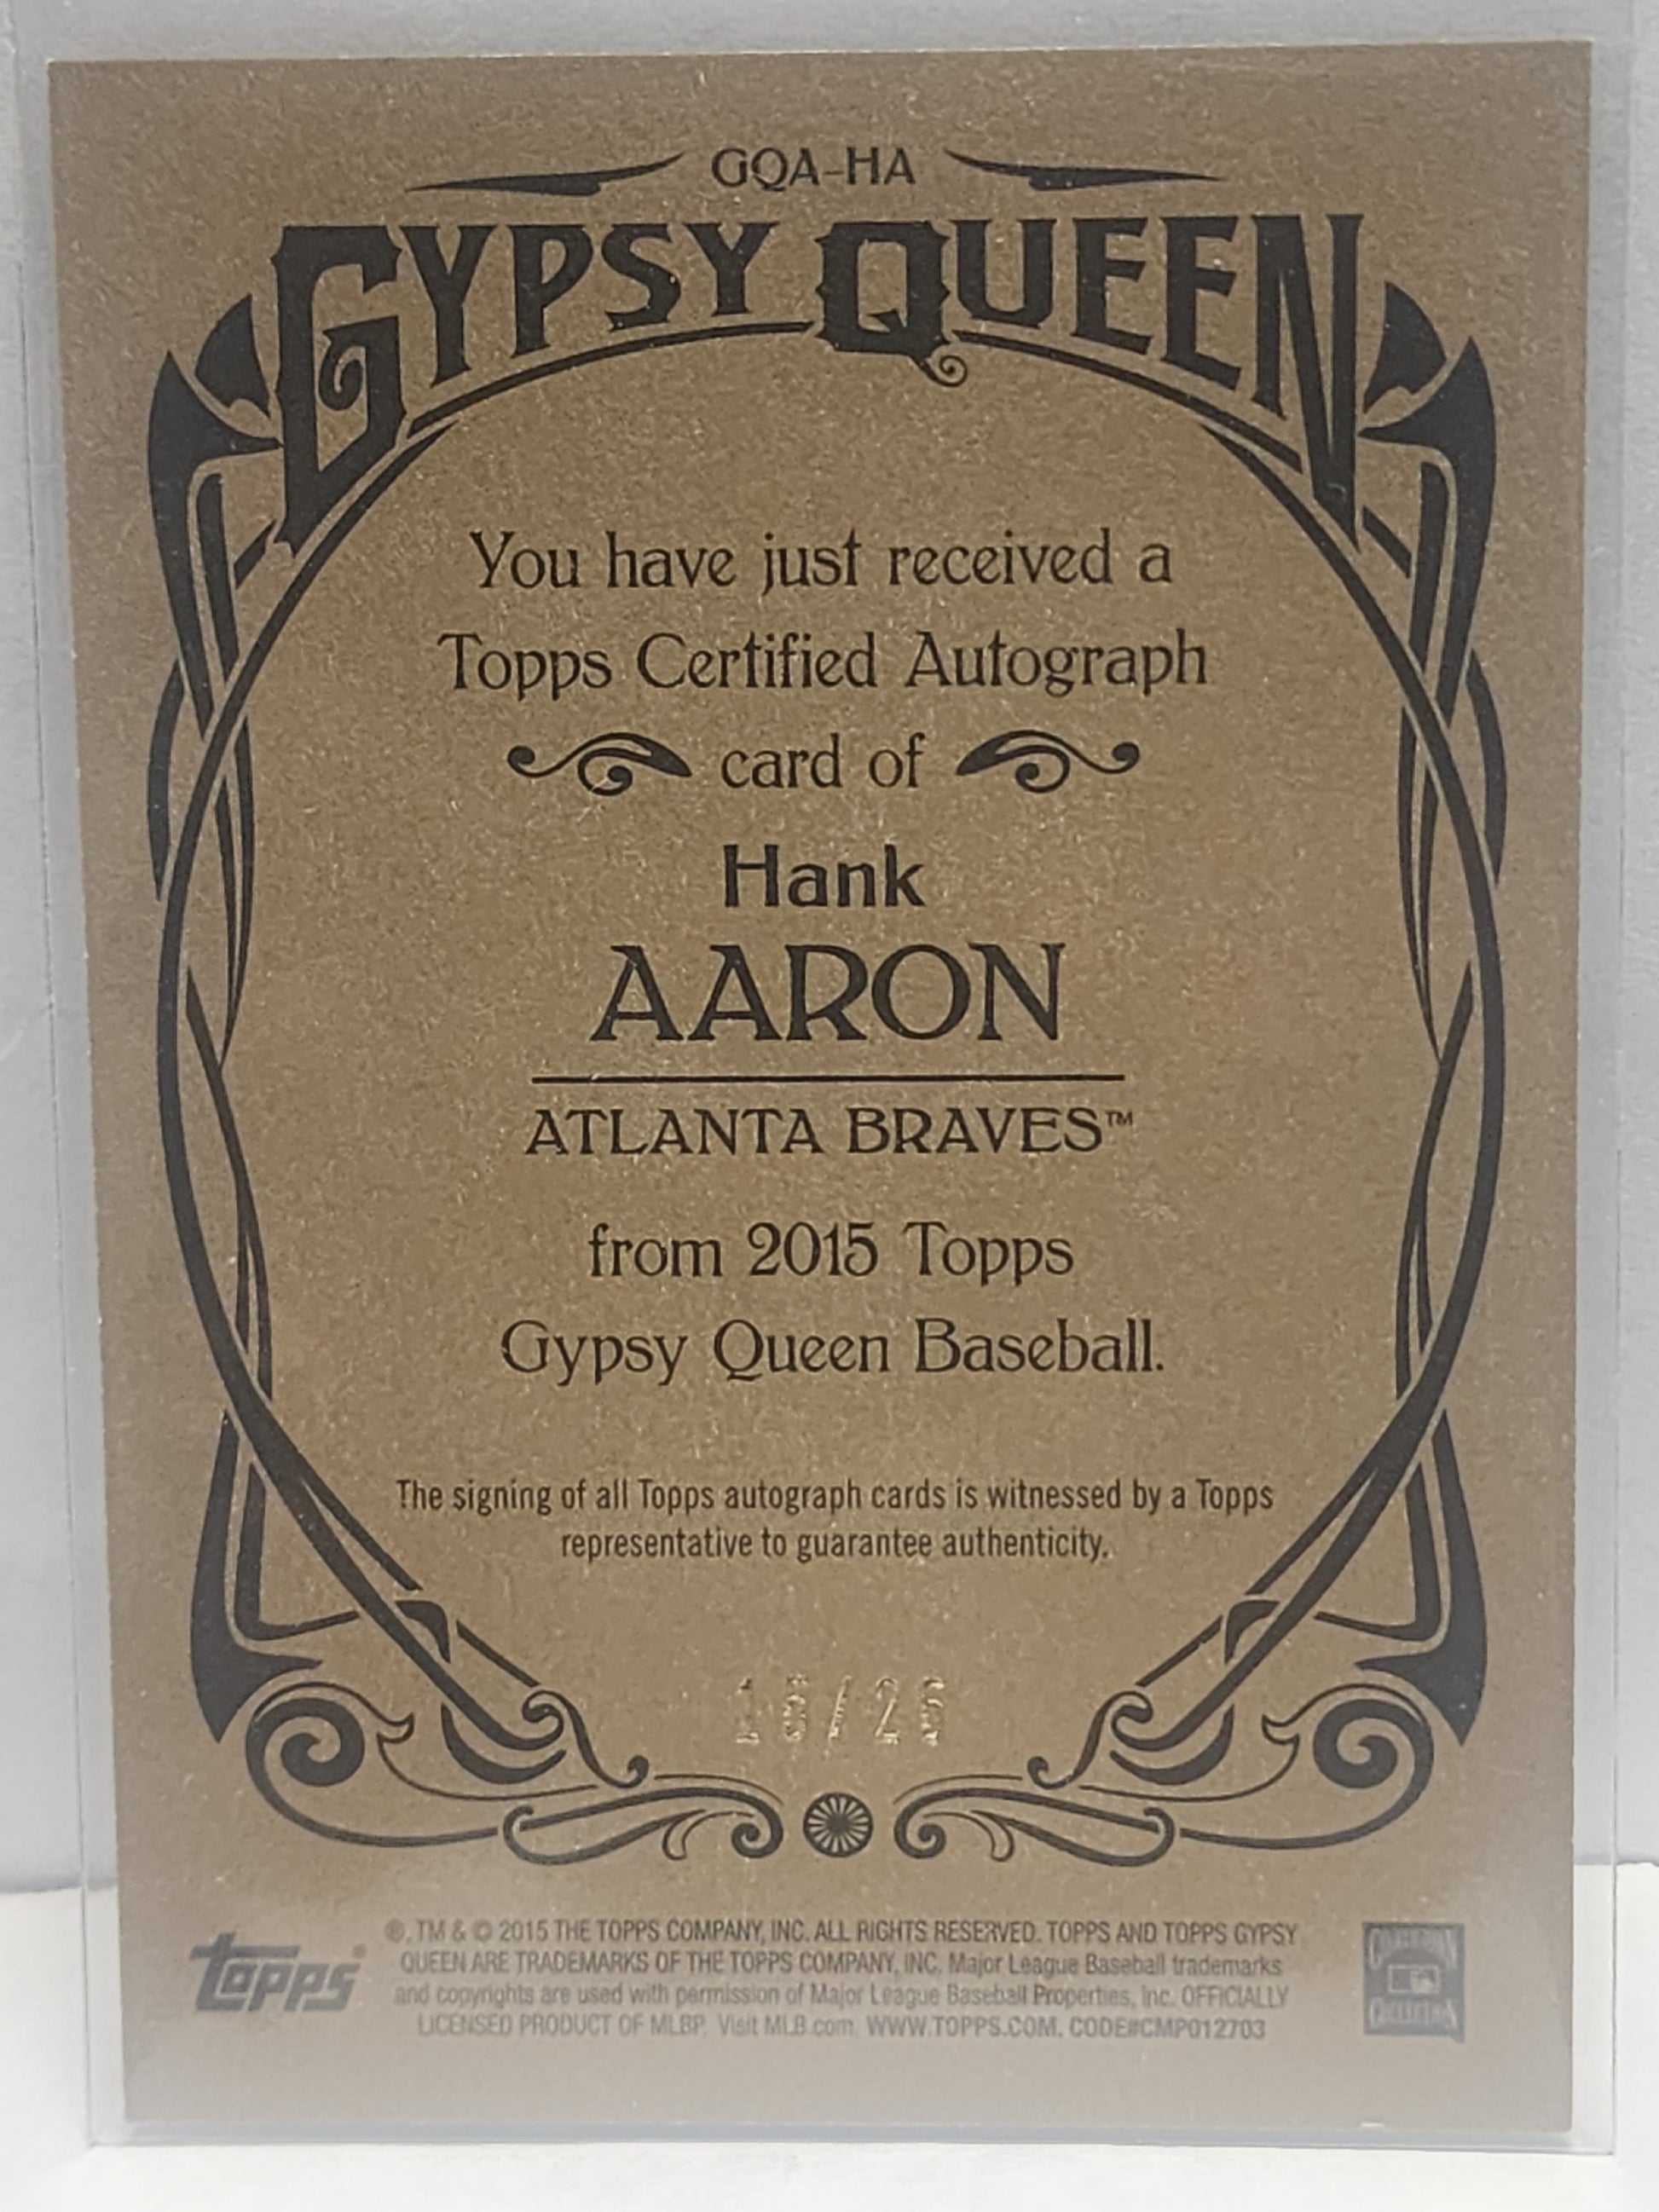 GQA-HA
GYPSY QUEEN
You have just received a
Topps Certified Autograph
card of
Hank
AARON
ATLANTA BRAVES™
from 2015 Topps
Gypsy Queen Baseball.
The signing of all Topps autograph cards is witnessed by a Topps
representative to guarantee authenticity.
topps®
®, TM & © 2015 THE TOPPS COMPANY, INC. ALL RIGHTS RESERVED. TOPPS AND TOPPS GYPSY
QUEEN ARE TRADEMARKS OF THE TOPPS COMPANY, INC. Major League Baseball trademarks
and copyrights are used with permission of Major League Baseball Properties, Inc. OFFICIALLY
LICENSED PRODUCT OF MLBP. Visit MLB.com. WWW.TOPPS.COM. CODE#CMP012703
COOPERSTOWN
COLLECTION